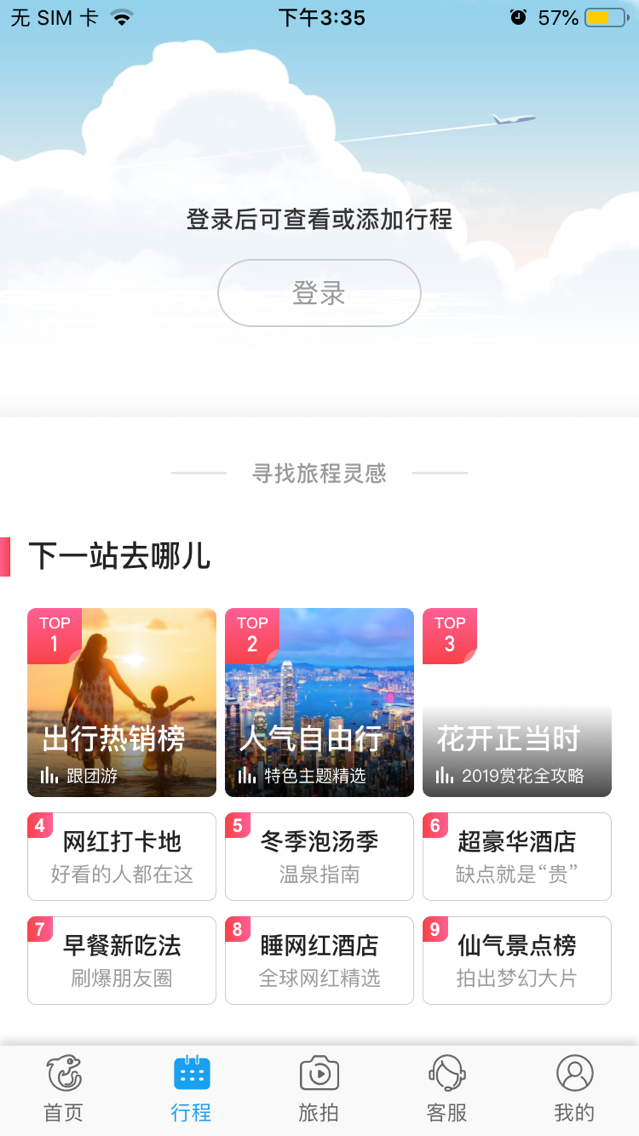 无 SIM 卡
下午3:35
57%
登录后可查看或添加行程
登录
寻找旅程灵感
下一站去哪儿
TOP
1
出行热销榜
跟团游
TOP
2
人气自由行
特色主题精选
TOP
3
花开正当时
2019赏花全攻略
4
网红打卡地
好看的人都在这
5
冬季泡汤季
温泉指南
6
超豪华酒店
缺点就是“贵”
7
早餐新吃法
刷爆朋友圈
8
睡网红酒店
全球网红精选
9
仙气景点榜
拍出梦幻大片
首页
行程
旅拍
客服
我的